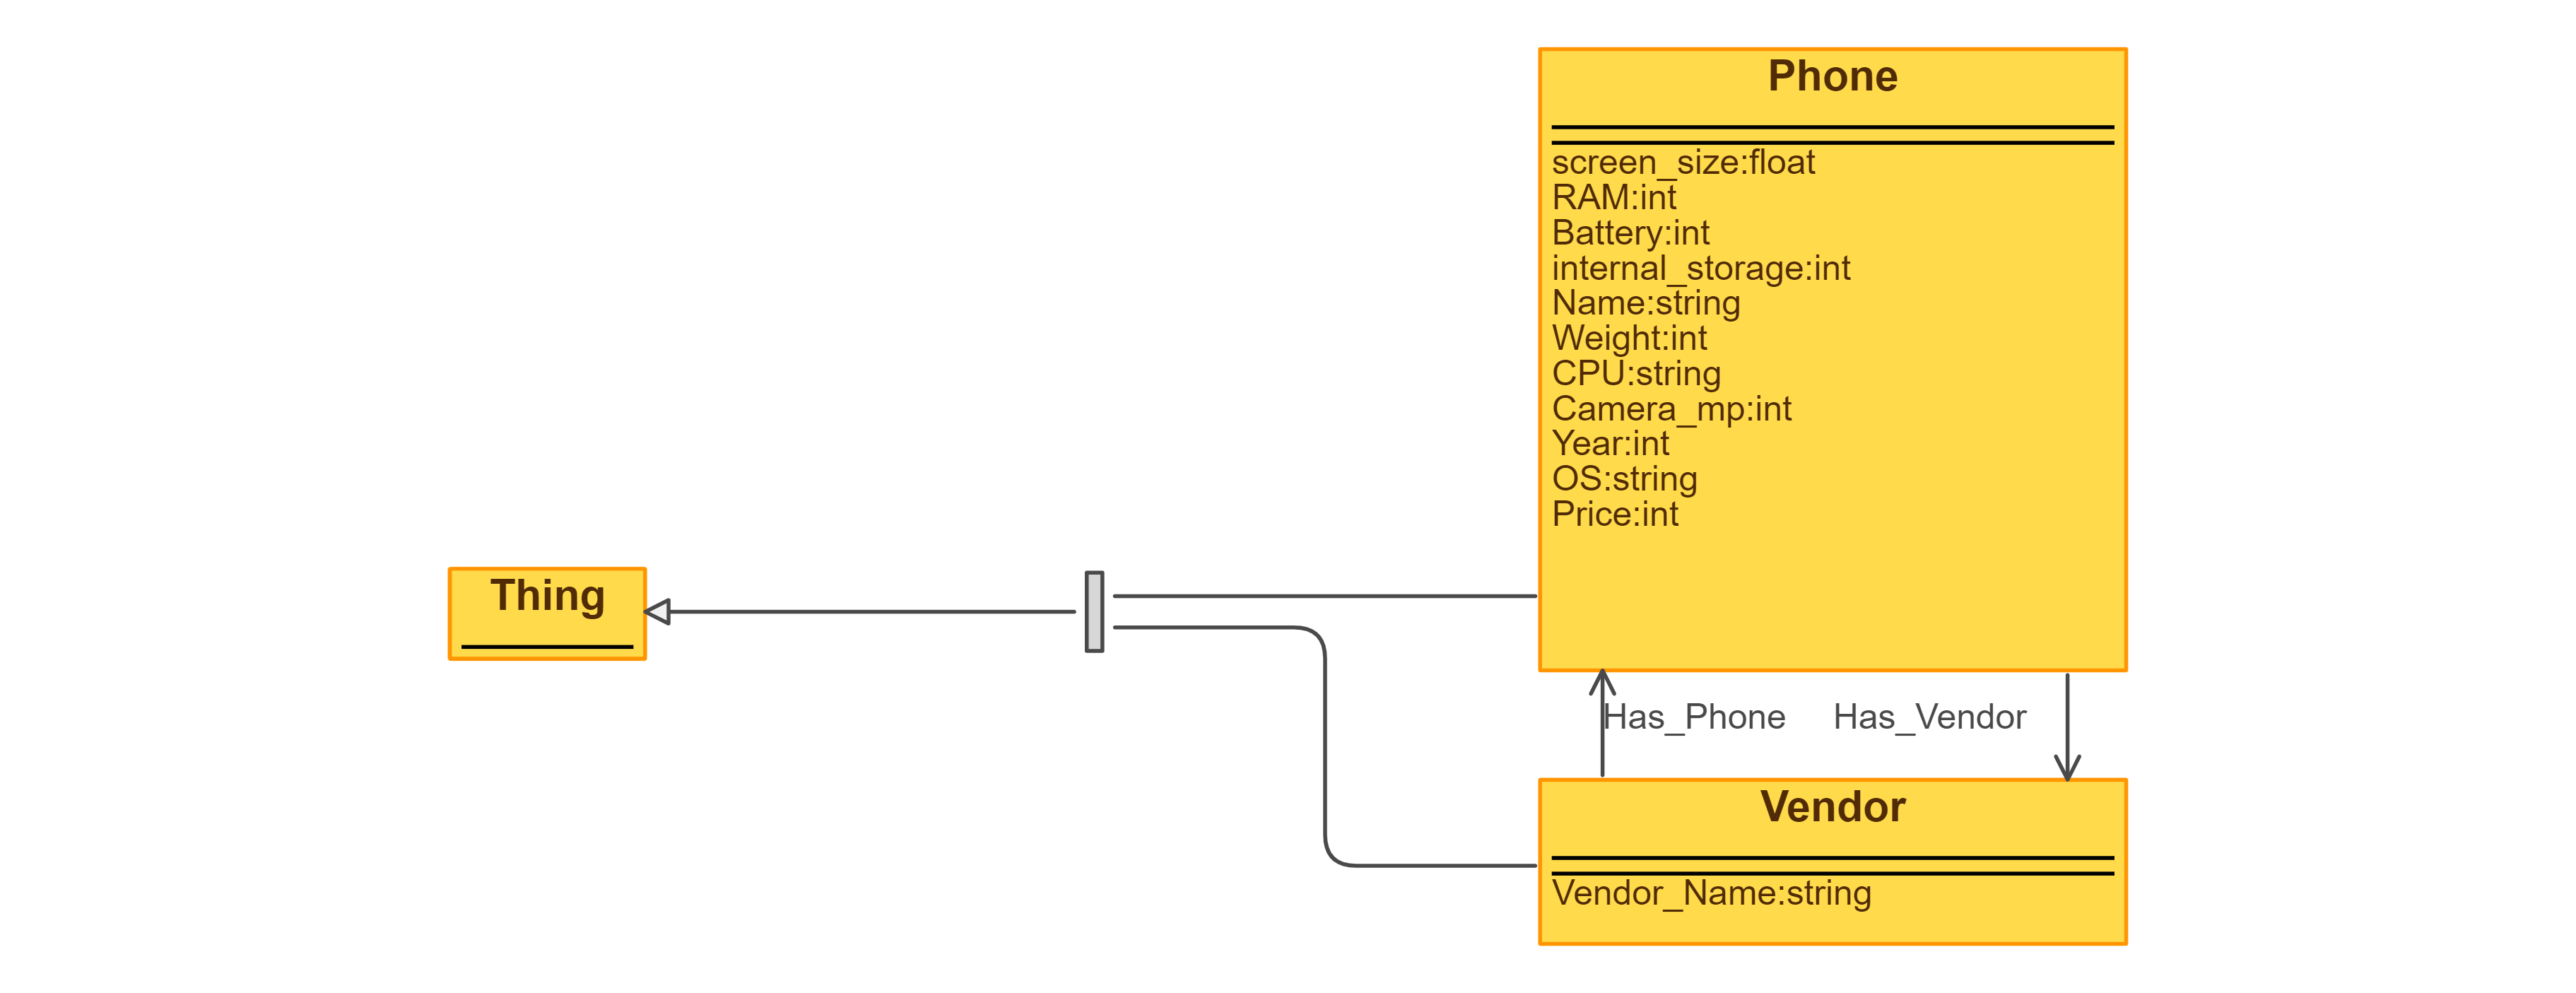 Phone
screen_size:float
RAM:int
Battery:int
internal_storage:int
Name:string
Weight:int
CPU:string
Camera_mp:int
Year:int
OS:string
Price:int
Thing
Has_Phone
Has_Vendor
Vendor
Vendor_Name:string